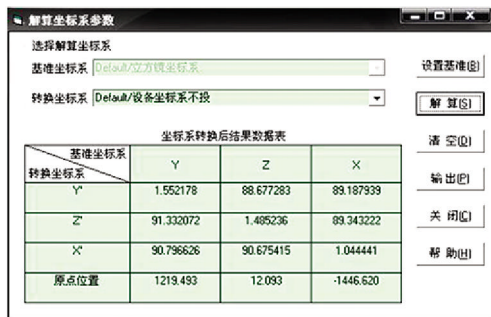 解算坐标系参数
选择解算坐标系
基准坐标系 Default/立方镜坐标系
设置基准(B)
转换坐标系 Default/设备坐标系不投
解 算(S)
坐标系转换后结果数据表
清 空(D)
基准坐标系 Y Z X
转换坐标系
Y' 1.552178 88.677283 89.187939
输 出(P)
Z' 91.332072 1.485236 89.343222
关 闭(C)
X' 90.796626 90.675415 1.044441
帮 助(H)
原点位置 1219.493 12.093 -1446.620